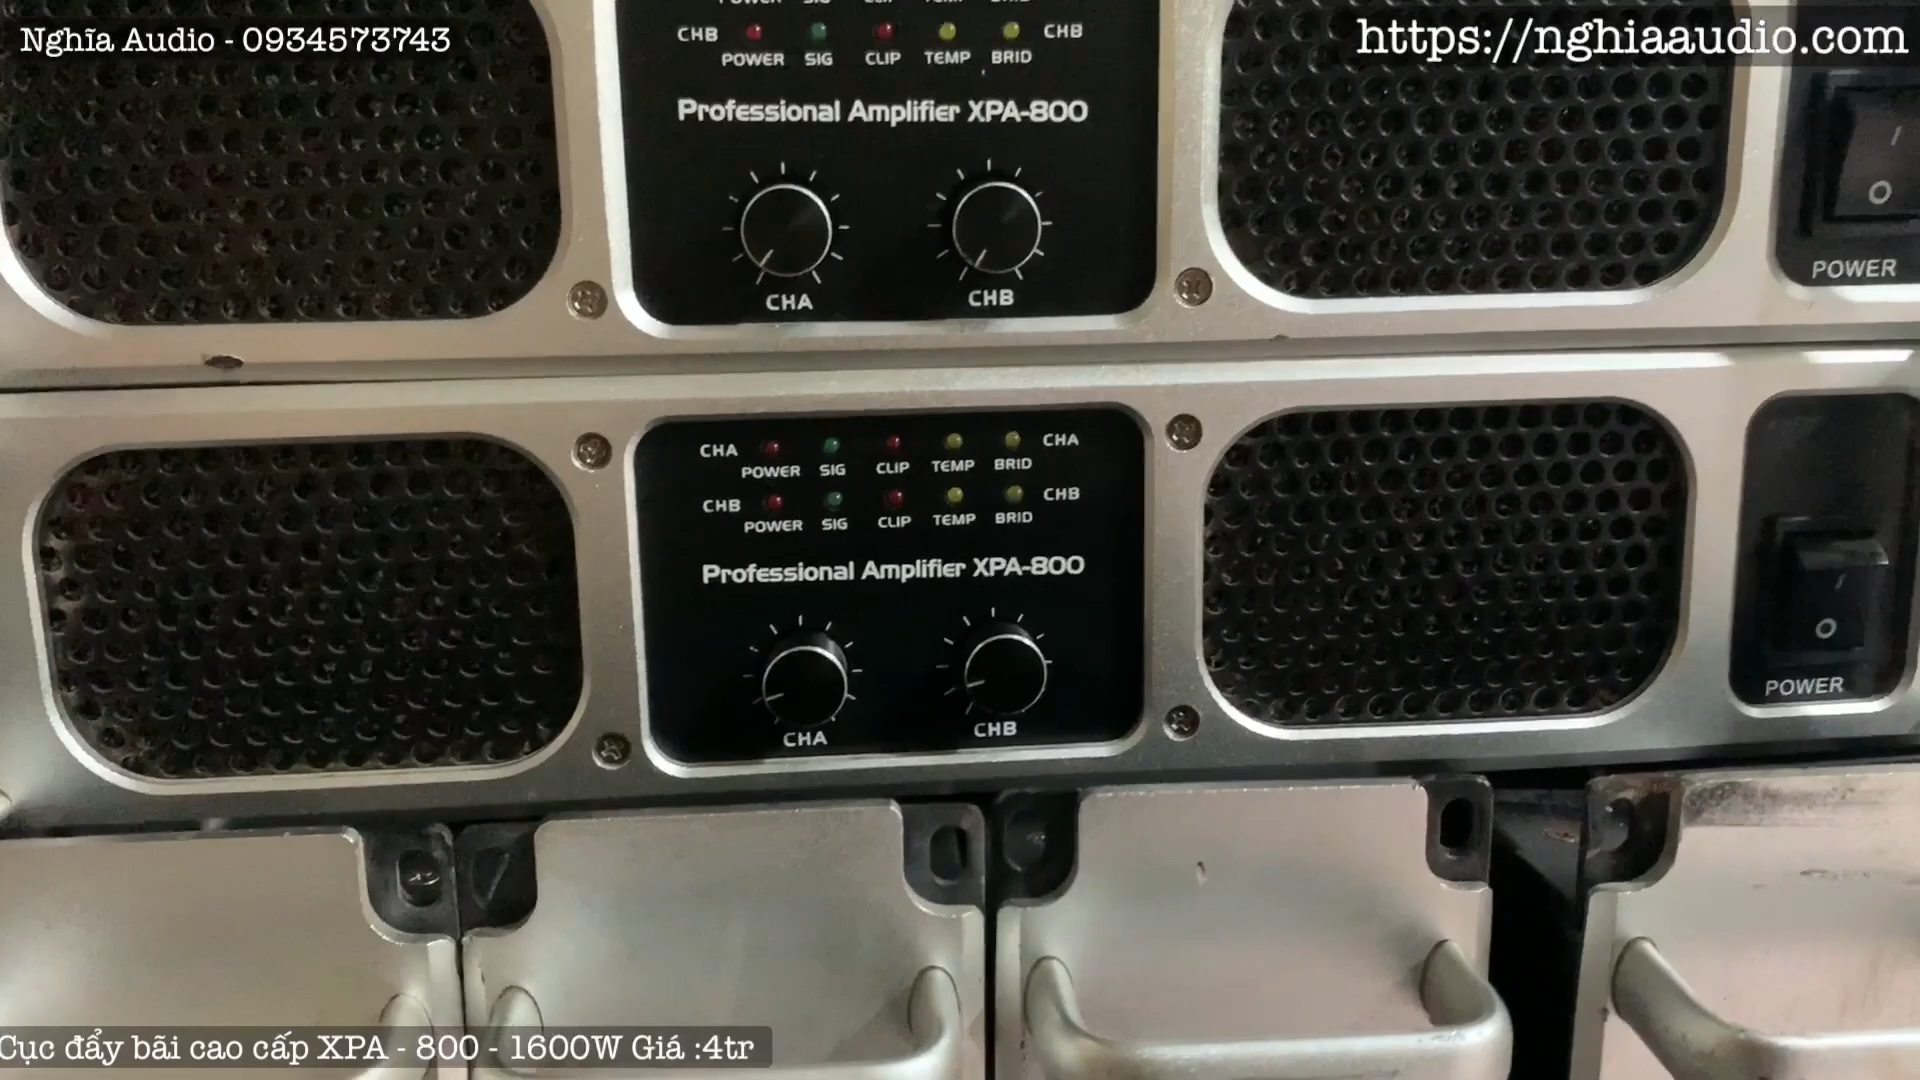 Nghĩa Audio - 0934573743
https://nghiaaudio.com
CHB POWER SIG CLIP TEMP BRID CHB
Professional Amplifier XPA-800
CHA CHB
I
O
POWER
CHA POWER SIG CLIP TEMP BRID CHA
CHB POWER SIG CLIP TEMP BRID CHB
Professional Amplifier XPA-800
CHA CHB
I
O
POWER
Cục đẩy bãi cao cấp XPA - 800 - 1600W Giá :4tr